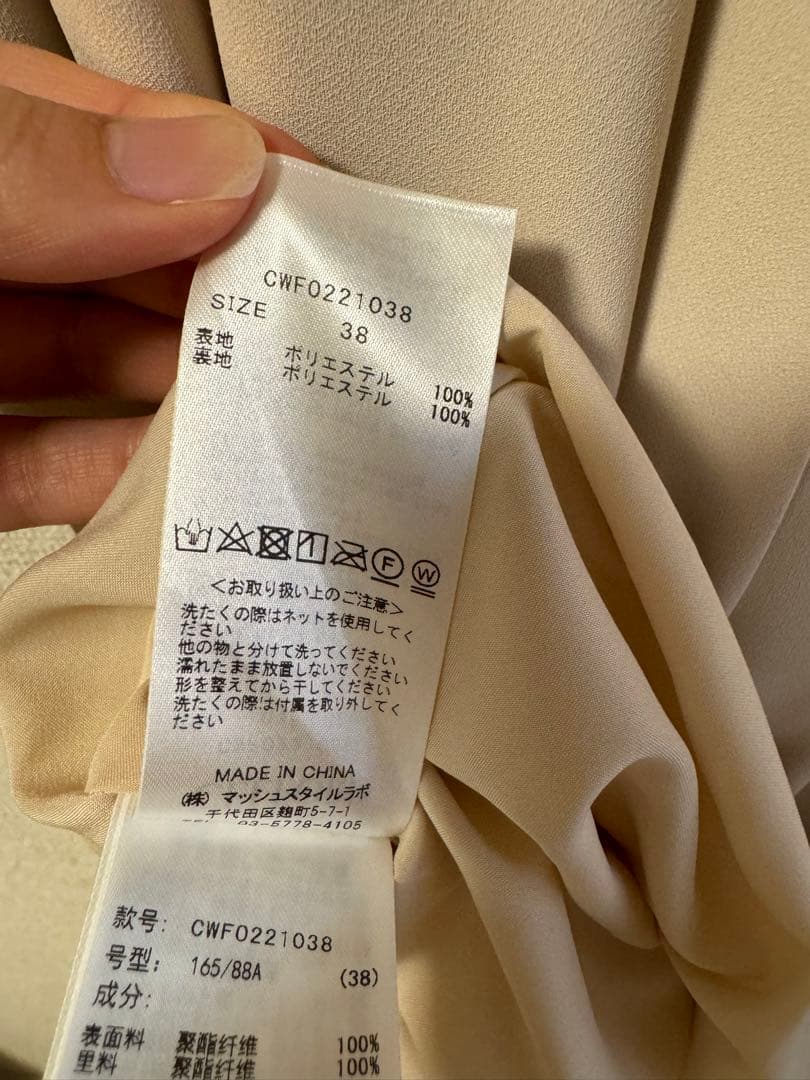 CWF0221038
SIZE 38
表地 ポリエステル 100%
裏地 ポリエステル 100%
F W
<お取り扱い上のご注意>
洗たくの際はネットを使用してく
ださい
他の物と分けて洗ってください
濡れたまま放置しないでください
形を整えてから干してください
洗たくの際は付属を取り外してく
ださい
MADE IN CHINA
(株) マッシュスタイルラボ
千代田区麹町5-7-1
TEL 03-5778-4105
款号: CWF0221038
号型: 165/88A (38)
成分:
表面料 聚酯纤维 100%
里料 聚酯纤维 100%